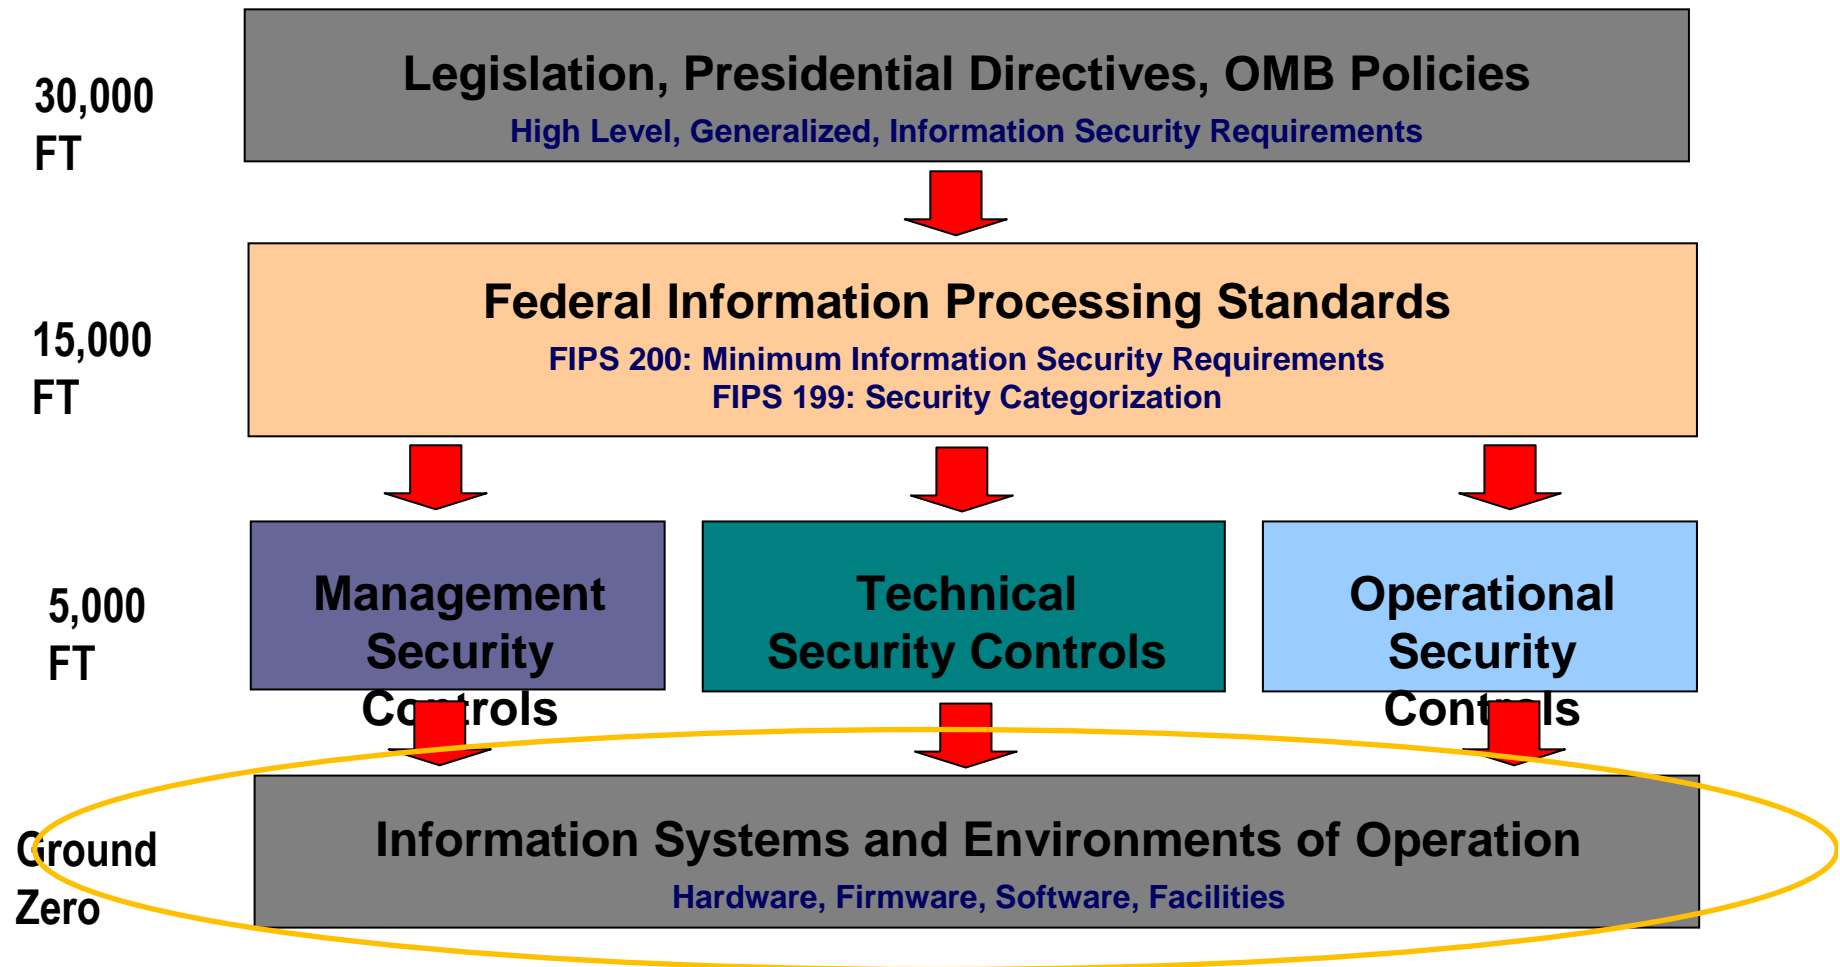 30,000
FT
Legislation, Presidential Directives, OMB Policies
High Level, Generalized, Information Security Requirements
15,000
FT
Federal Information Processing Standards
FIPS 200: Minimum Information Security Requirements
FIPS 199: Security Categorization
5,000
FT
Management
Security
Controls
Technical
Security Controls
Operational
Security
Controls
Ground
Zero
Information Systems and Environments of Operation
Hardware, Firmware, Software, Facilities